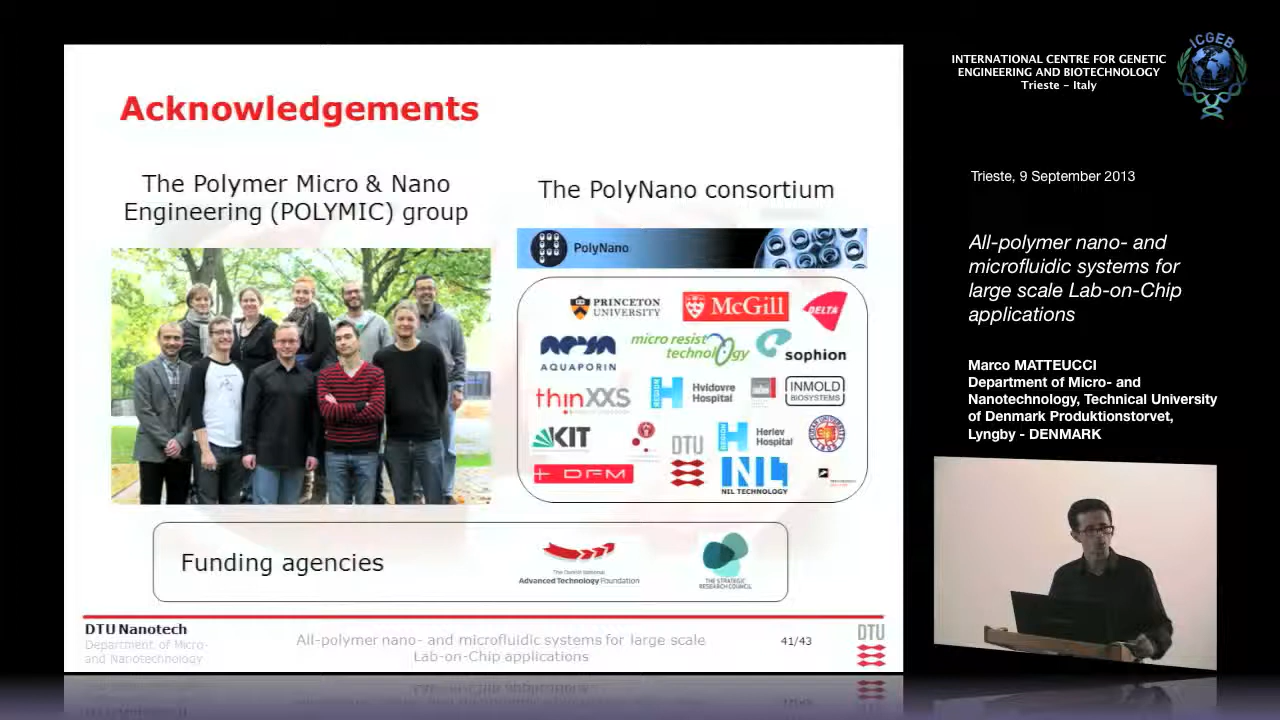 Acknowledgements
The Polymer Micro & Nano
Engineering (POLYMIC) group
The PolyNano consortium
PolyNano
PRINCETON
UNIVERSITY
McGill
DELTA
AQUAPORIN
micro resist
technology
sophion
thinXXS
REGION
H
Hvidovre
Hospital
INMOLD
BIOSYSTEMS
KIT
DTU
REGION
H
Herlev
Hospital
DFM
NIL TECHNOLOGY
Funding agencies
The Danish National
Advanced Technology Foundation
THE STRATEGIC
RESEARCH COUNCIL
DTU Nanotech
Department of Micro-
and Nanotechnology
All-polymer nano- and microfluidic systems for large scale
Lab-on-Chip applications
41/43
DTU
INTERNATIONAL CENTRE FOR GENETIC
ENGINEERING AND BIOTECHNOLOGY
Trieste - Italy
ICGEB
Trieste, 9 September 2013
All-polymer nano- and
microfluidic systems for
large scale Lab-on-Chip
applications
Marco MATTEUCCI
Department of Micro- and
Nanotechnology, Technical University
of Denmark Produktionstorvet,
Lyngby - DENMARK